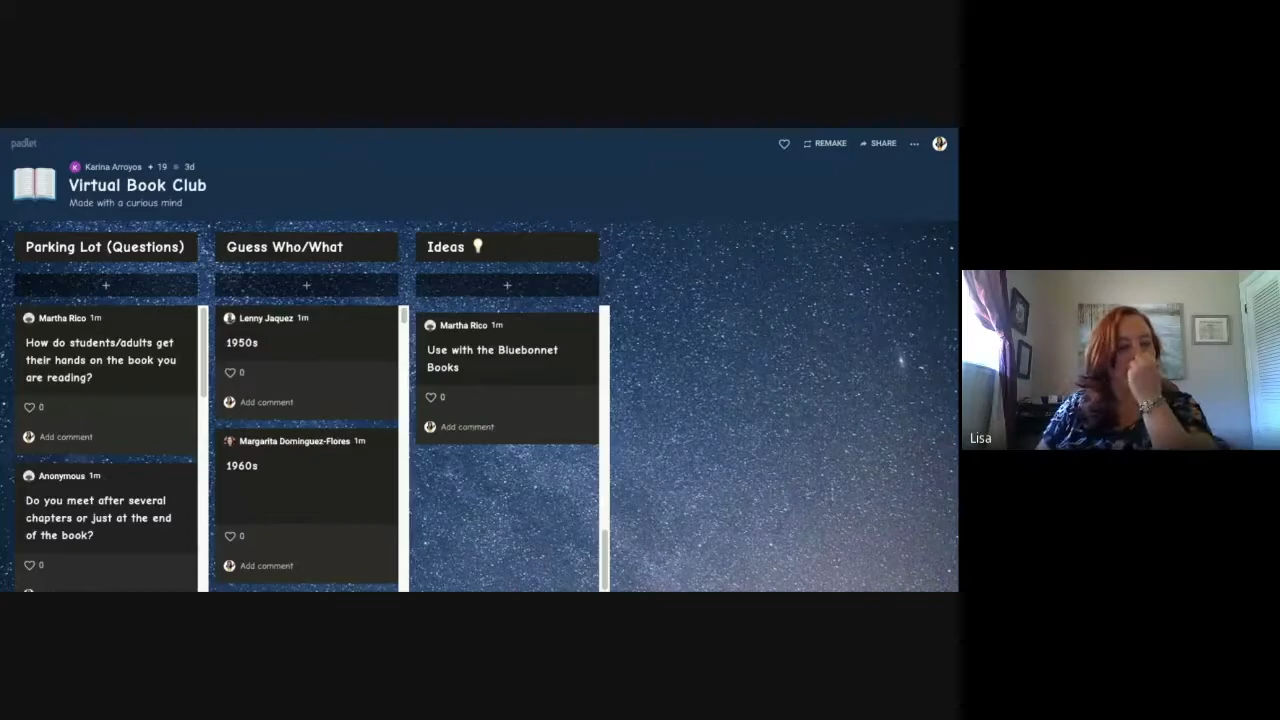 padlet
REMAKE
SHARE
Karina Arroyos + 19 3d
Virtual Book Club
Made with a curious mind
Parking Lot (Questions)
+
Martha Rico 1m
How do students/adults get
their hands on the book you
are reading?
0
Add comment
Anonymous 1m
Do you meet after several
chapters or just at the end
of the book?
0
Guess Who/What
+
Lenny Jaquez 1m
1950s
0
Add comment
Margarita Dominguez-Flores 1m
1960s
0
Add comment
Ideas
+
Martha Rico 1m
Use with the Bluebonnet
Books
0
Add comment
Lisa